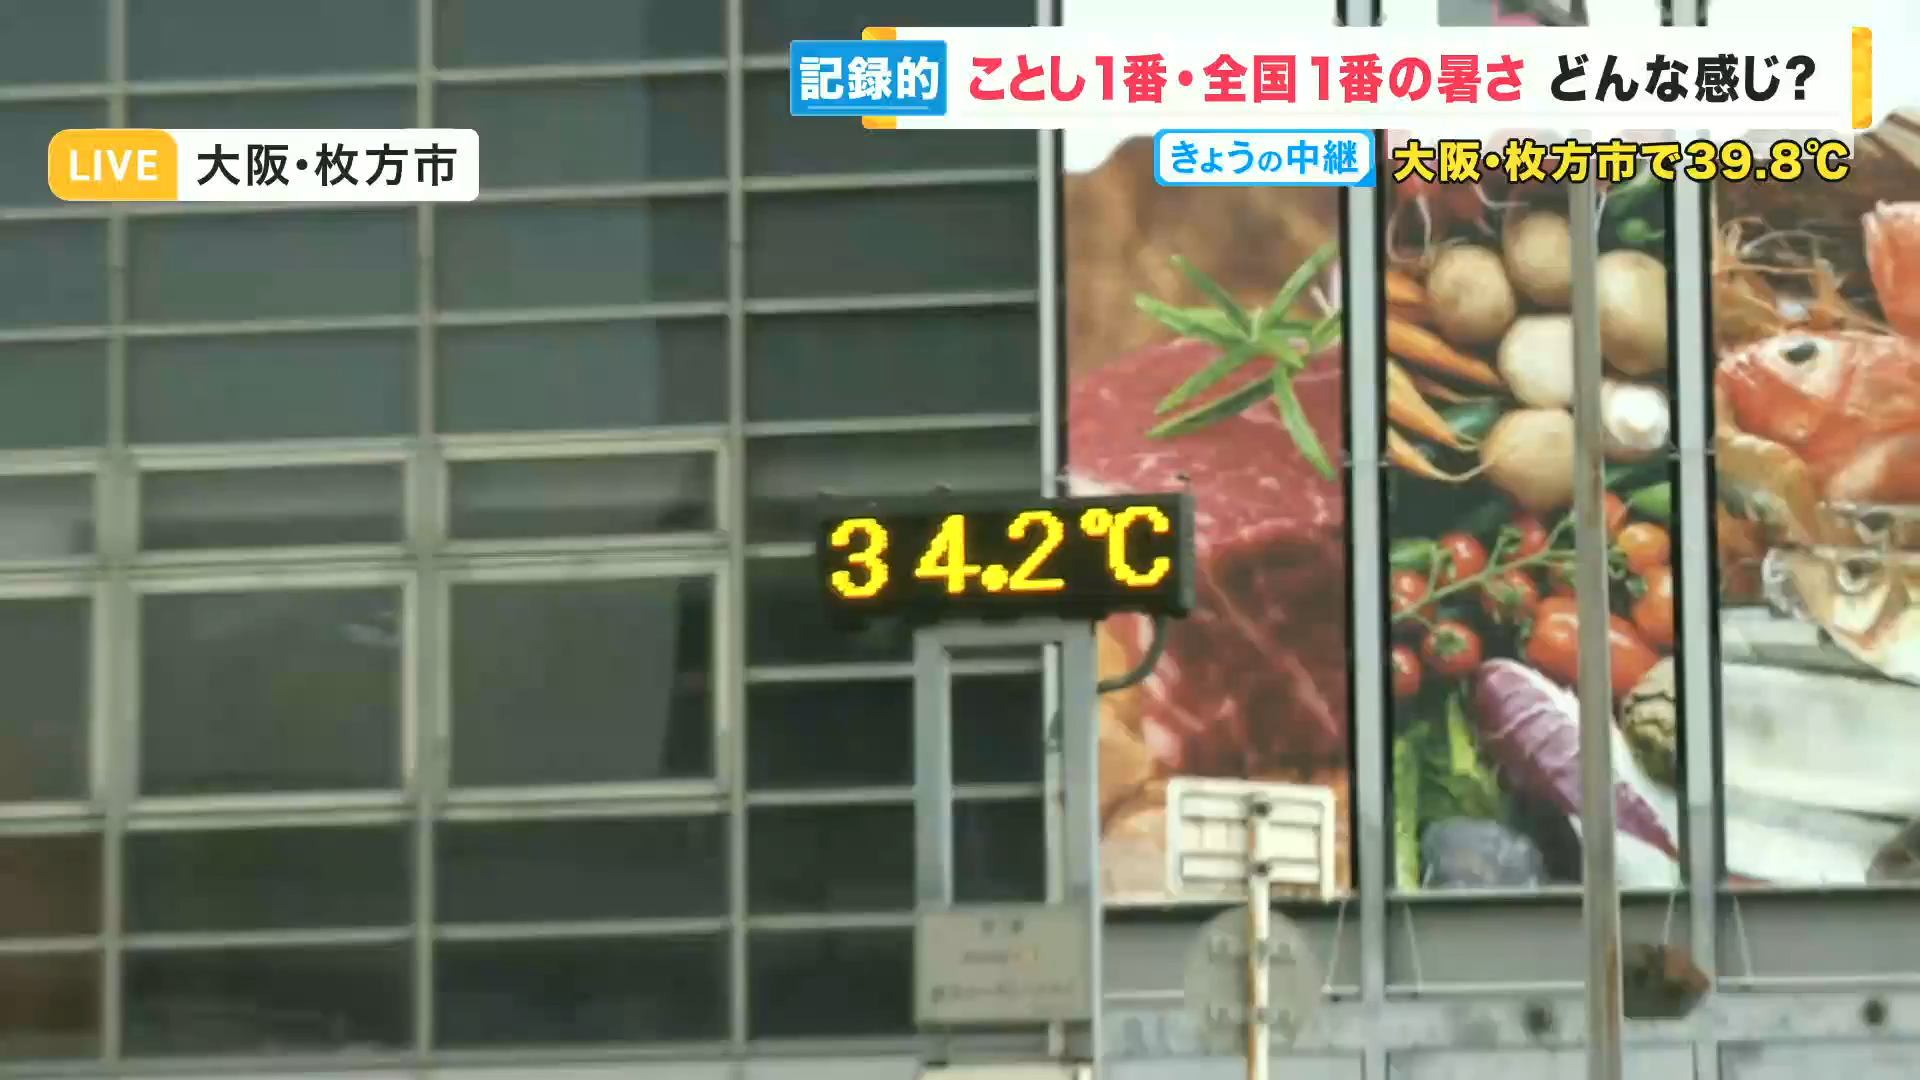 記録的 ことし1番・全国1番の暑さ どんな感じ?
LIVE 大阪・枚方市
きょうの中継 大阪・枚方市で39.8℃
34.2℃